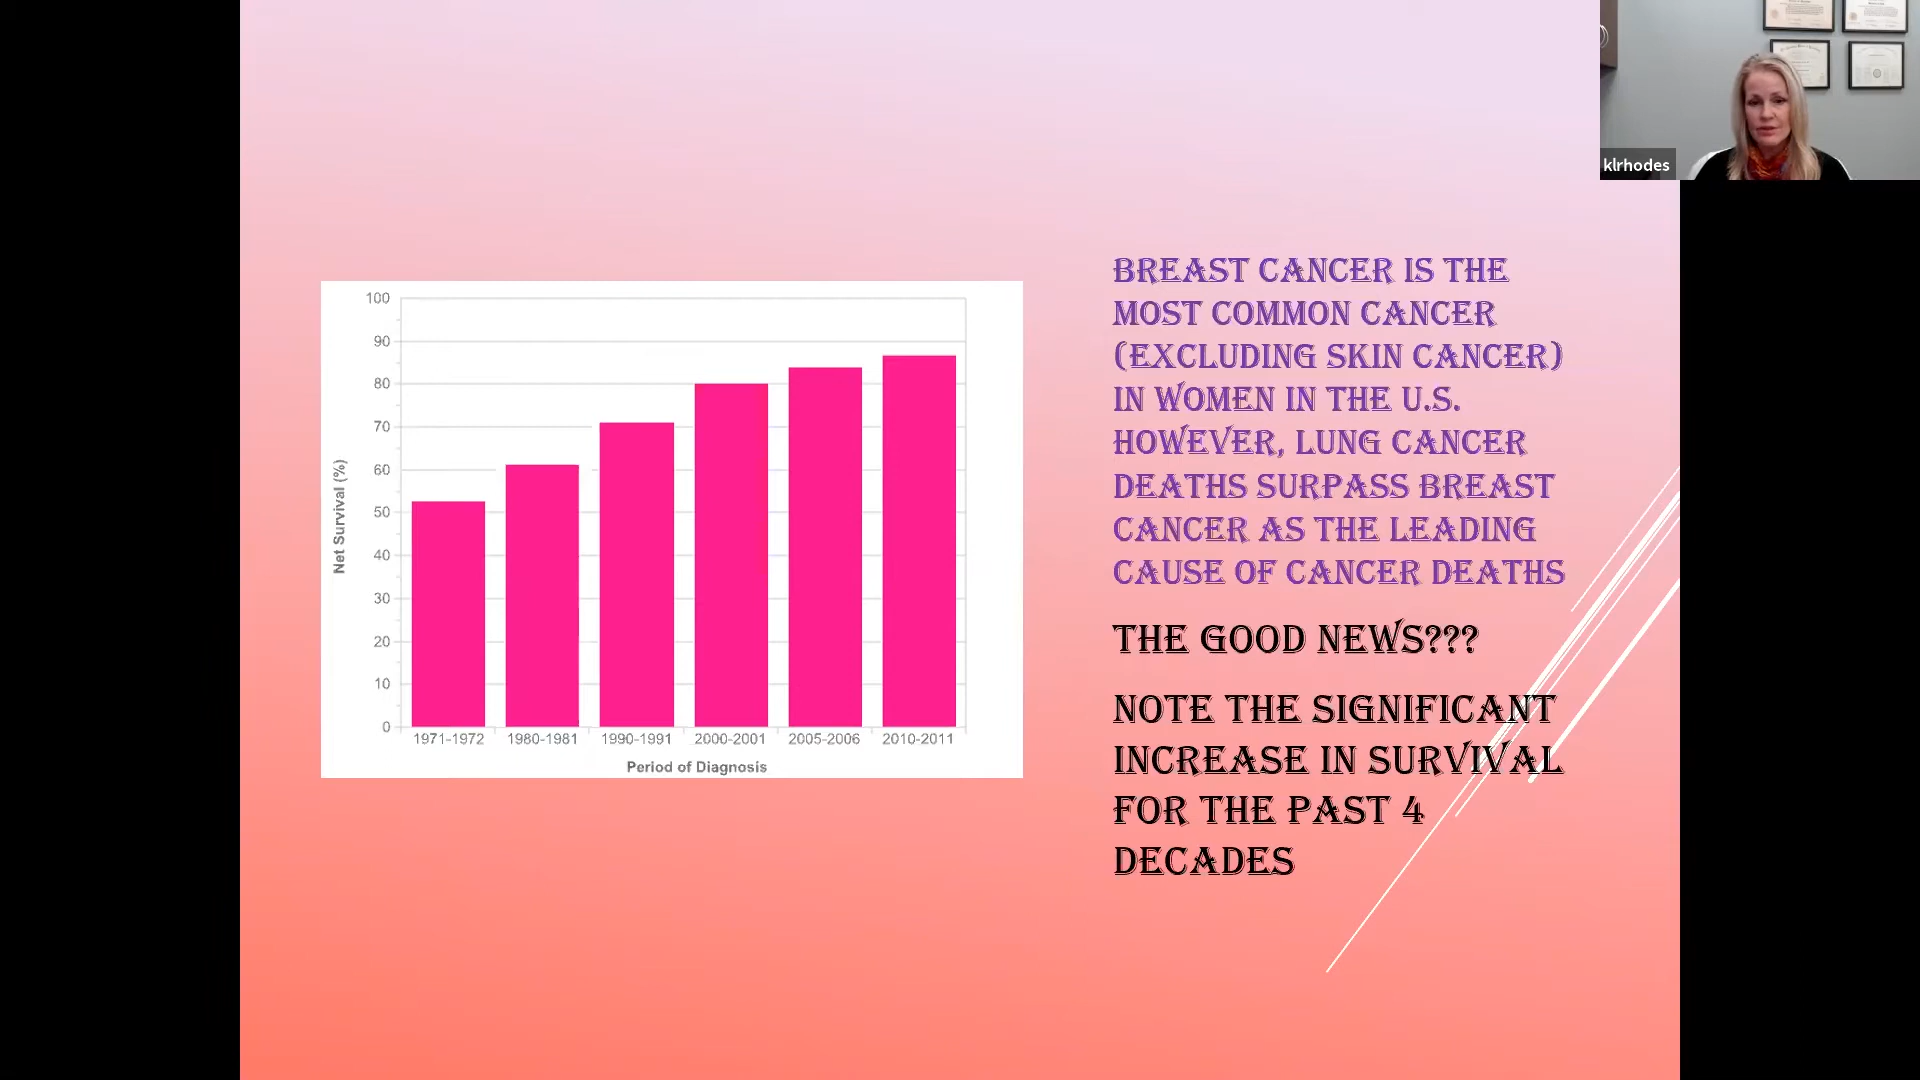 klrhodes
100
90
80
70
60
50
40
30
20
10
0
Net Survival (%)
1971-1972 1980-1981 1990-1991 2000-2001 2005-2006 2010-2011
Period of Diagnosis
BREAST CANCER IS THE
MOST COMMON CANCER
(EXCLUDING SKIN CANCER)
IN WOMEN IN THE U.S.
HOWEVER, LUNG CANCER
DEATHS SURPASS BREAST
CANCER AS THE LEADING
CAUSE OF CANCER DEATHS
THE GOOD NEWS???
NOTE THE SIGNIFICANT
INCREASE IN SURVIVAL
FOR THE PAST 4
DECADES